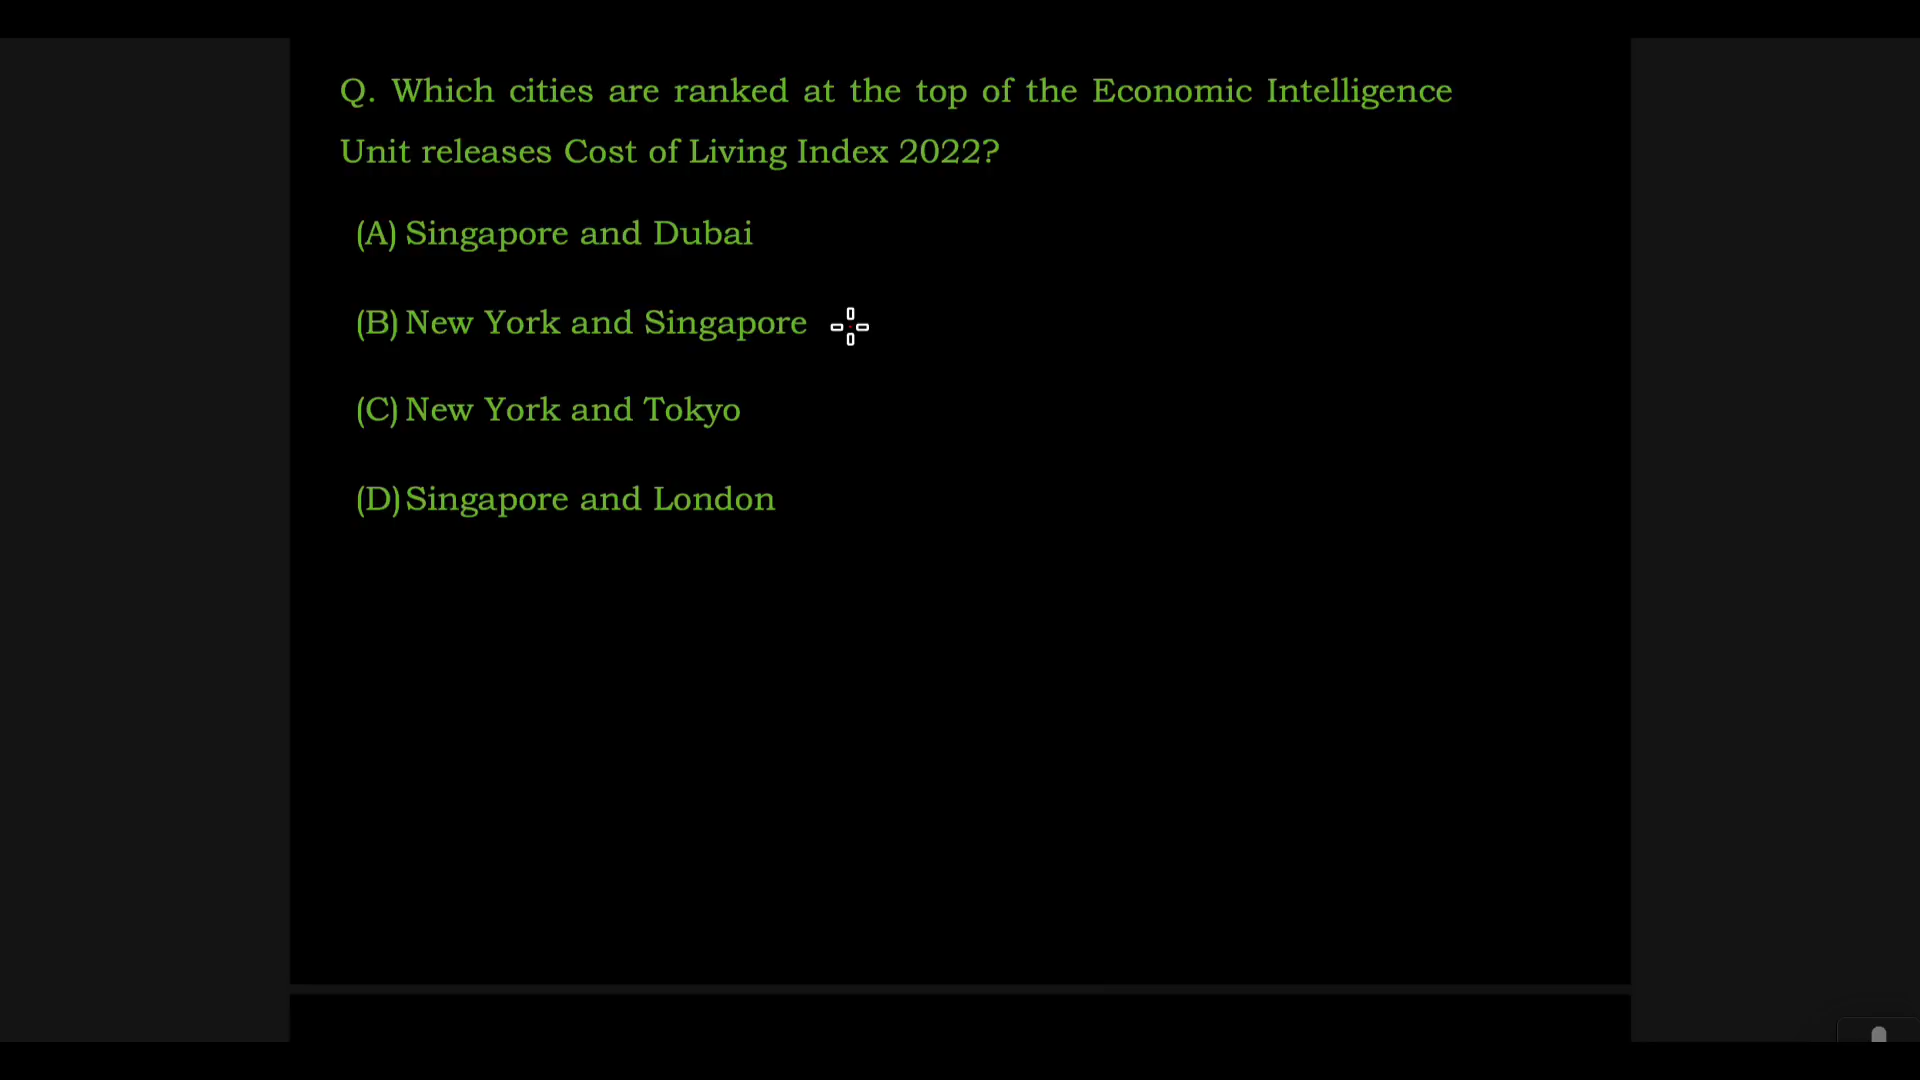 Q. Which cities are ranked at the top of the Economic Intelligence
Unit releases Cost of Living Index 2022?
(A) Singapore and Dubai
(B) New York and Singapore
(C) New York and Tokyo
(D) Singapore and London